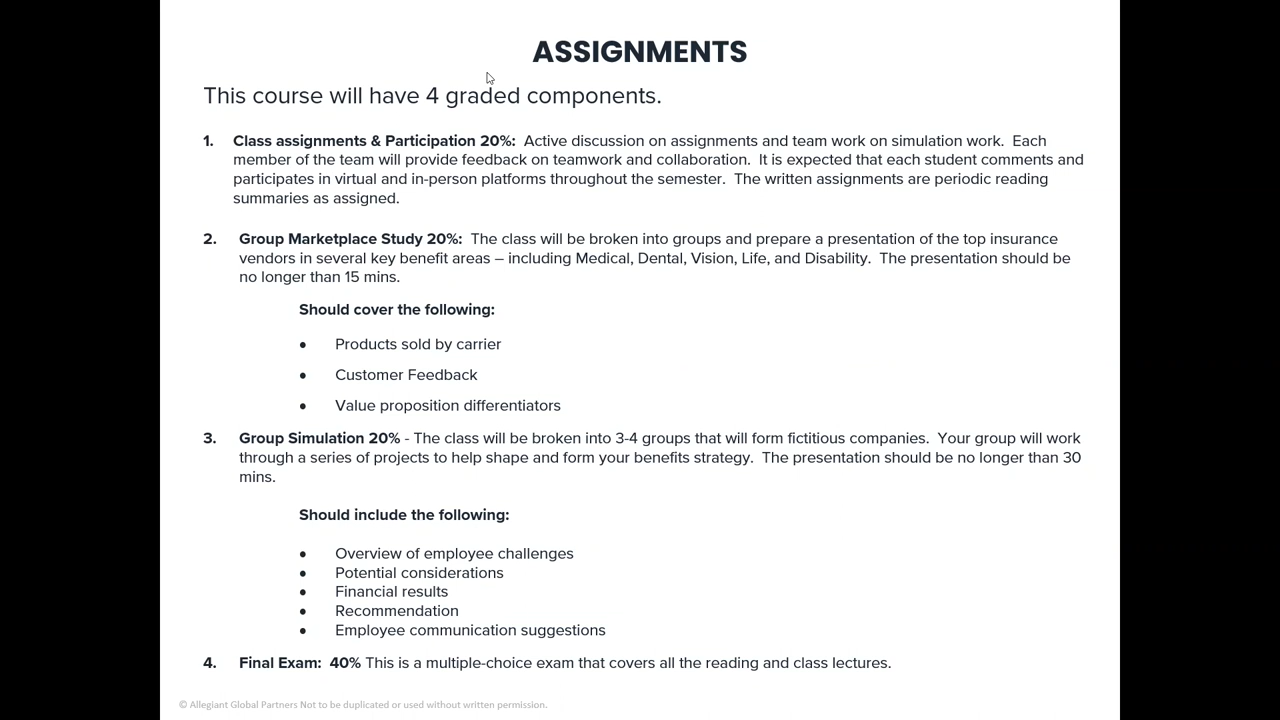 ASSIGNMENTS
This course will have 4 graded components.
1. Class assignments & Participation 20%: Active discussion on assignments and team work on simulation work. Each
member of the team will provide feedback on teamwork and collaboration. It is expected that each student comments and
participates in virtual and in-person platforms throughout the semester. The written assignments are periodic reading
summaries as assigned.
2. Group Marketplace Study 20%: The class will be broken into groups and prepare a presentation of the top insurance
vendors in several key benefit areas – including Medical, Dental, Vision, Life, and Disability. The presentation should be
no longer than 15 mins.
Should cover the following:
• Products sold by carrier
• Customer Feedback
• Value proposition differentiators
3. Group Simulation 20% - The class will be broken into 3-4 groups that will form fictitious companies. Your group will work
through a series of projects to help shape and form your benefits strategy. The presentation should be no longer than 30
mins.
Should include the following:
• Overview of employee challenges
• Potential considerations
• Financial results
• Recommendation
• Employee communication suggestions
4. Final Exam: 40% This is a multiple-choice exam that covers all the reading and class lectures.
© Allegiant Global Partners Not to be duplicated or used without written permission.